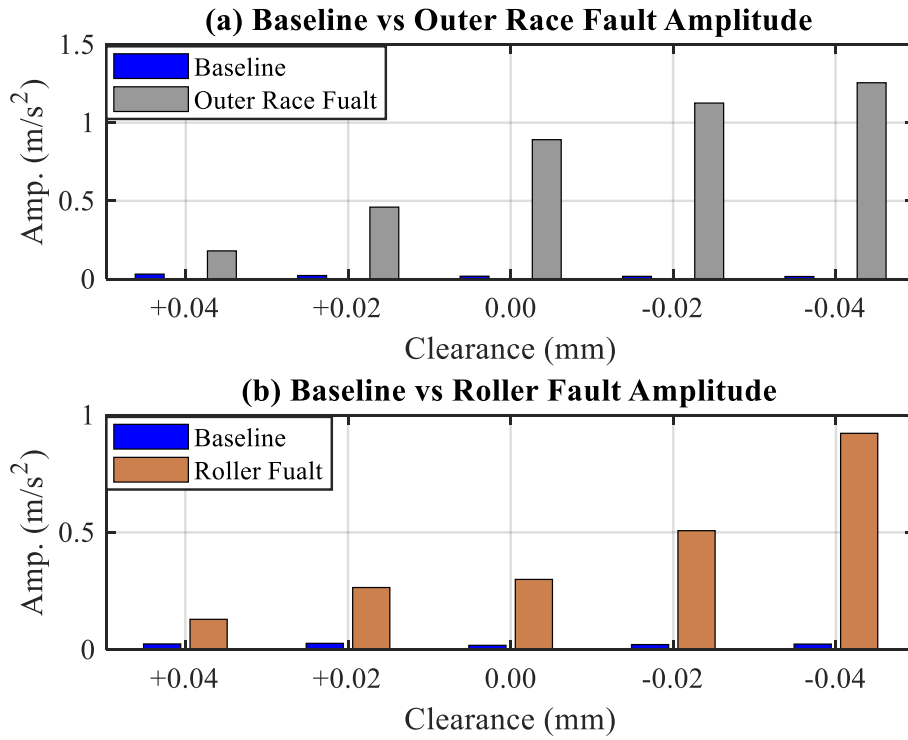 (a) Baseline vs Outer Race Fault Amplitude
1.5
1
0.5
0
Amp. (m/s²)
Baseline
Outer Race Fualt
+0.04 +0.02 0.00 -0.02 -0.04
Clearance (mm)
(b) Baseline vs Roller Fault Amplitude
1
0.5
0
Amp. (m/s²)
Baseline
Roller Fualt
+0.04 +0.02 0.00 -0.02 -0.04
Clearance (mm)